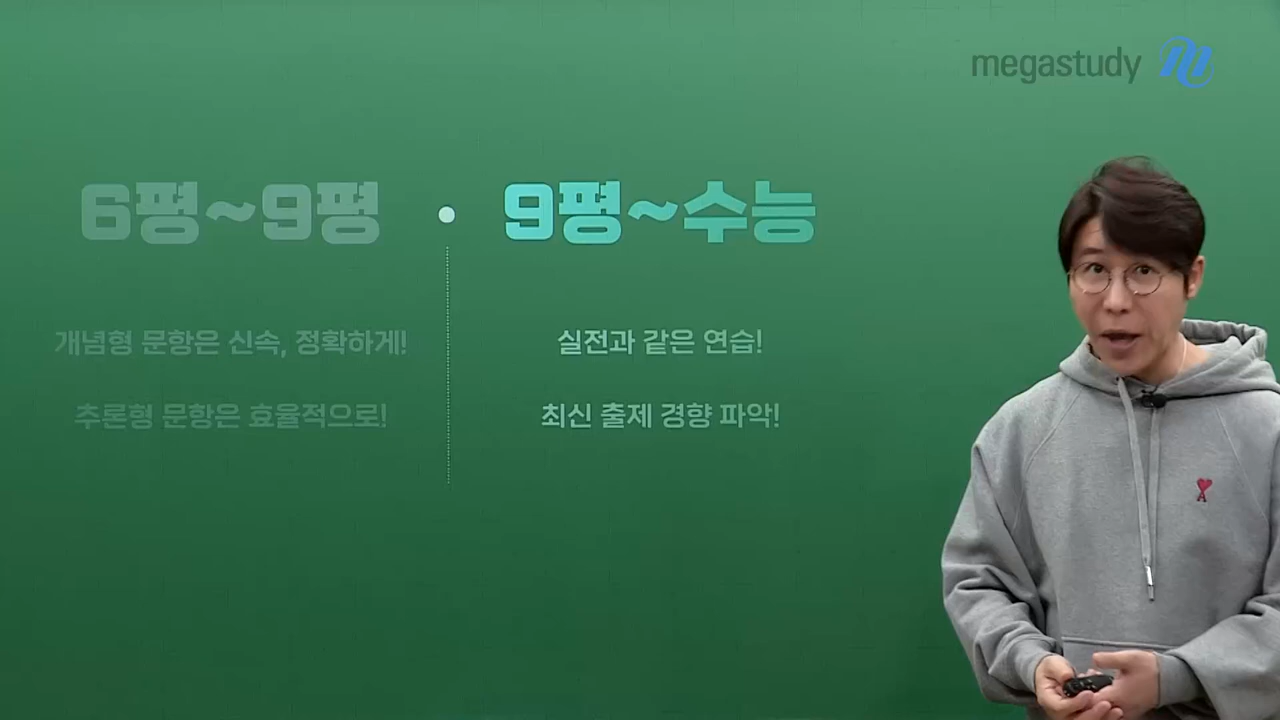 megastudy
6평~9평
9평~수능
개념형 문항은 신속, 정확하게!
추론형 문항은 효율적으로!
실전과 같은 연습!
최신 출제 경향 파악!